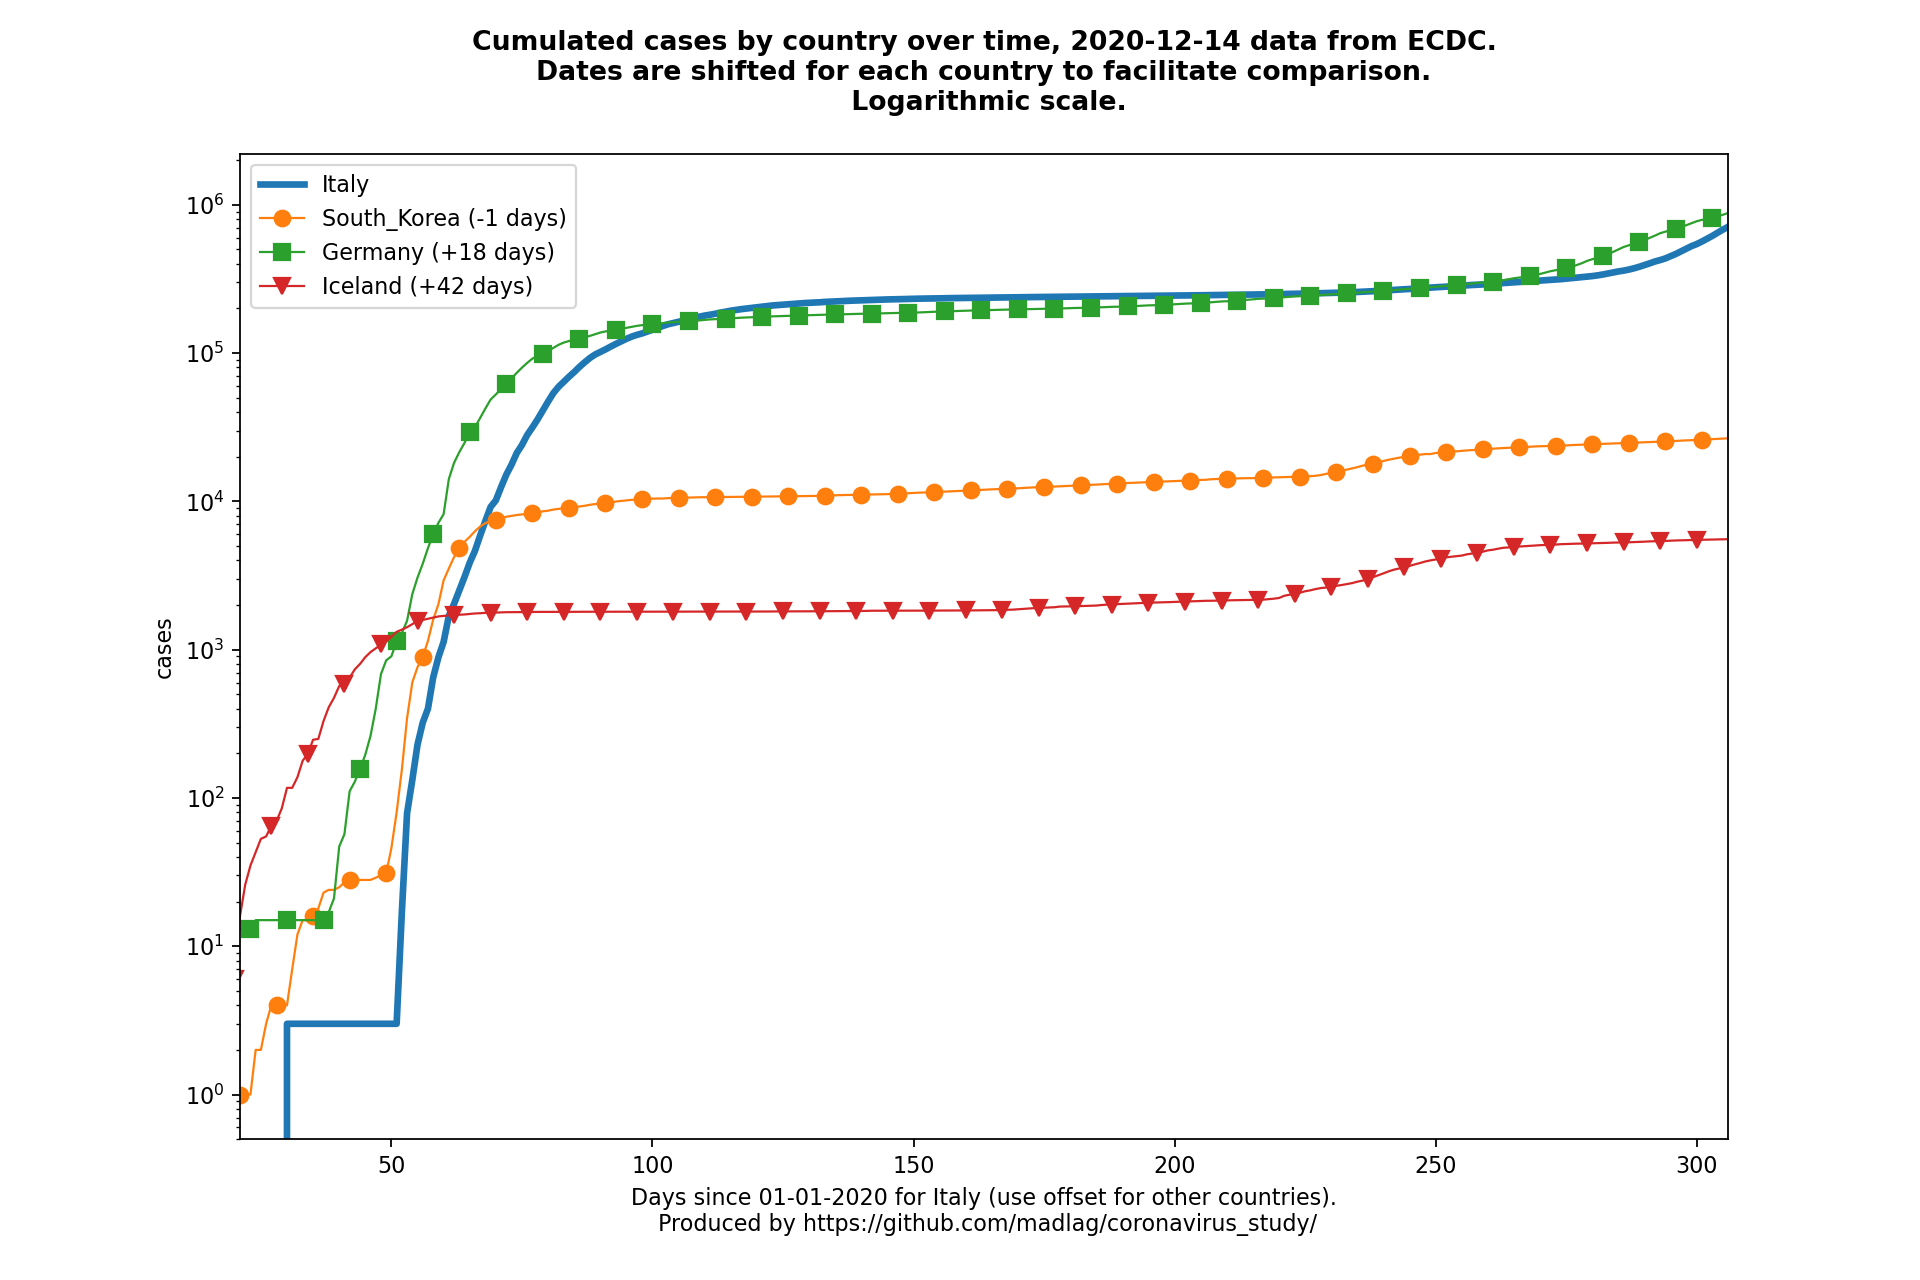 Cumulated cases by country over time, 2020-12-14 data from ECDC.
Dates are shifted for each country to facilitate comparison.
Logarithmic scale.
Italy
South_Korea (-1 days)
Germany (+18 days)
Iceland (+42 days)
10^6
10^5
10^4
10^3
10^2
10^1
10^0
cases
50 100 150 200 250 300
Days since 01-01-2020 for Italy (use offset for other countries).
Produced by https://github.com/madlag/coronavirus_study/